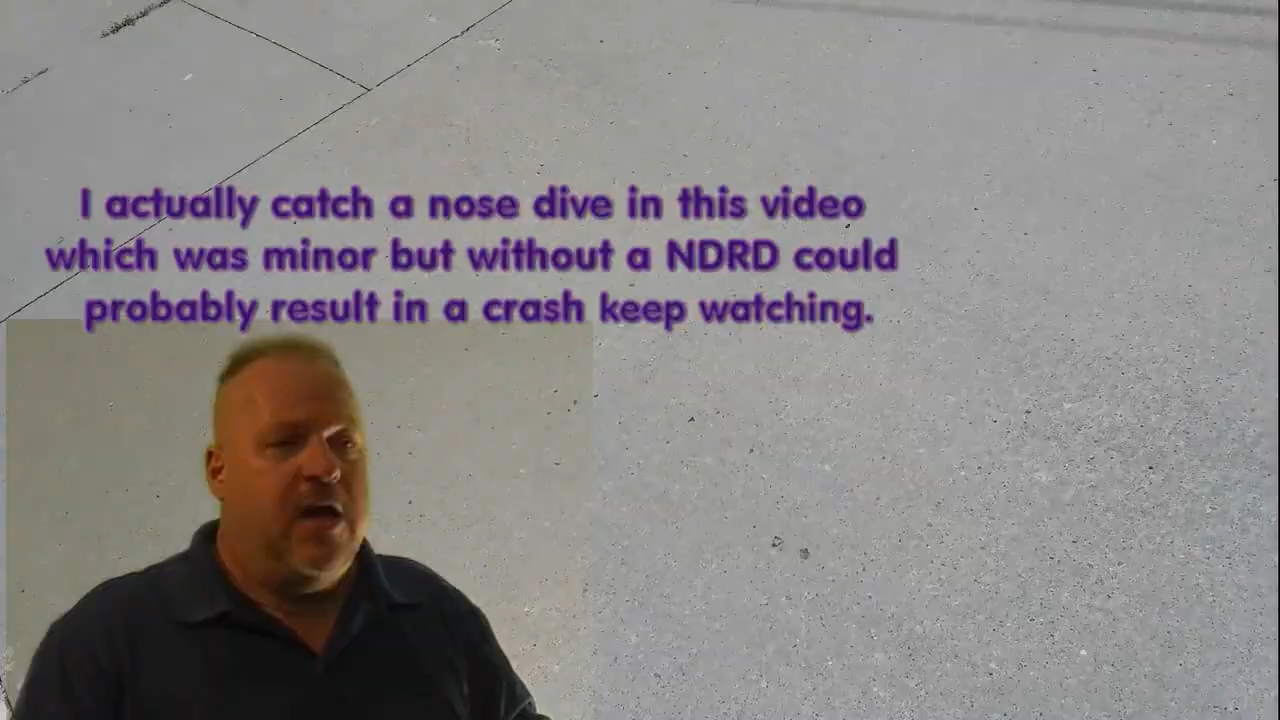 I actually catch a nose dive in this video
which was minor but without a NDRD could
probably result in a crash keep watching.